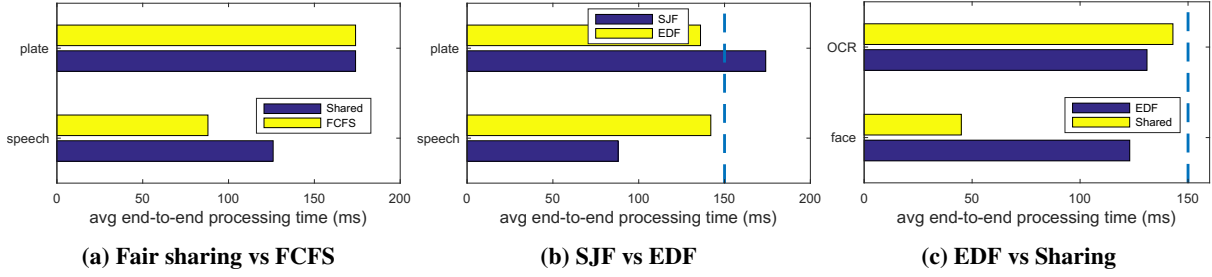 plate
speech
Shared
FCFS
0 50 100 150 200
avg end-to-end processing time (ms)
(a) Fair sharing vs FCFS
plate
speech
SJF
EDF
0 50 100 150 200
avg end-to-end processing time (ms)
(b) SJF vs EDF
OCR
face
EDF
Shared
0 50 100 150
avg end-to-end processing time (ms)
(c) EDF vs Sharing